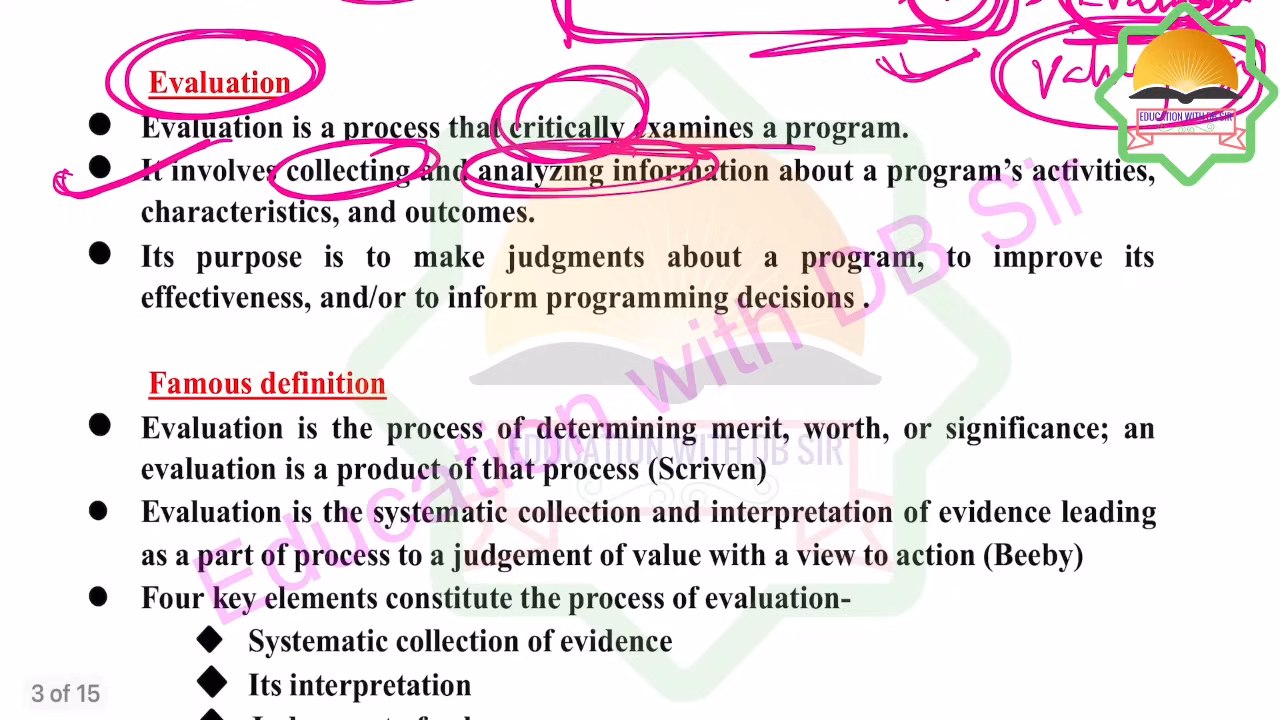 Evaluation
EDUCATION WITH DB SIR
● Evaluation is a process that critically examines a program.
● It involves collecting and analyzing information about a program's activities,
characteristics, and outcomes.
● Its purpose is to make judgments about a program, to improve its
effectiveness, and/or to inform programming decisions .
Education with DB Sir
Famous definition
● Evaluation is the process of determining merit, worth, or significance; an
evaluation is a product of that process (Scriven)
EDUCATION WITH DB SIR
● Evaluation is the systematic collection and interpretation of evidence leading
as a part of process to a judgement of value with a view to action (Beeby)
● Four key elements constitute the process of evaluation-
◆ Systematic collection of evidence
◆ Its interpretation
3 of 15